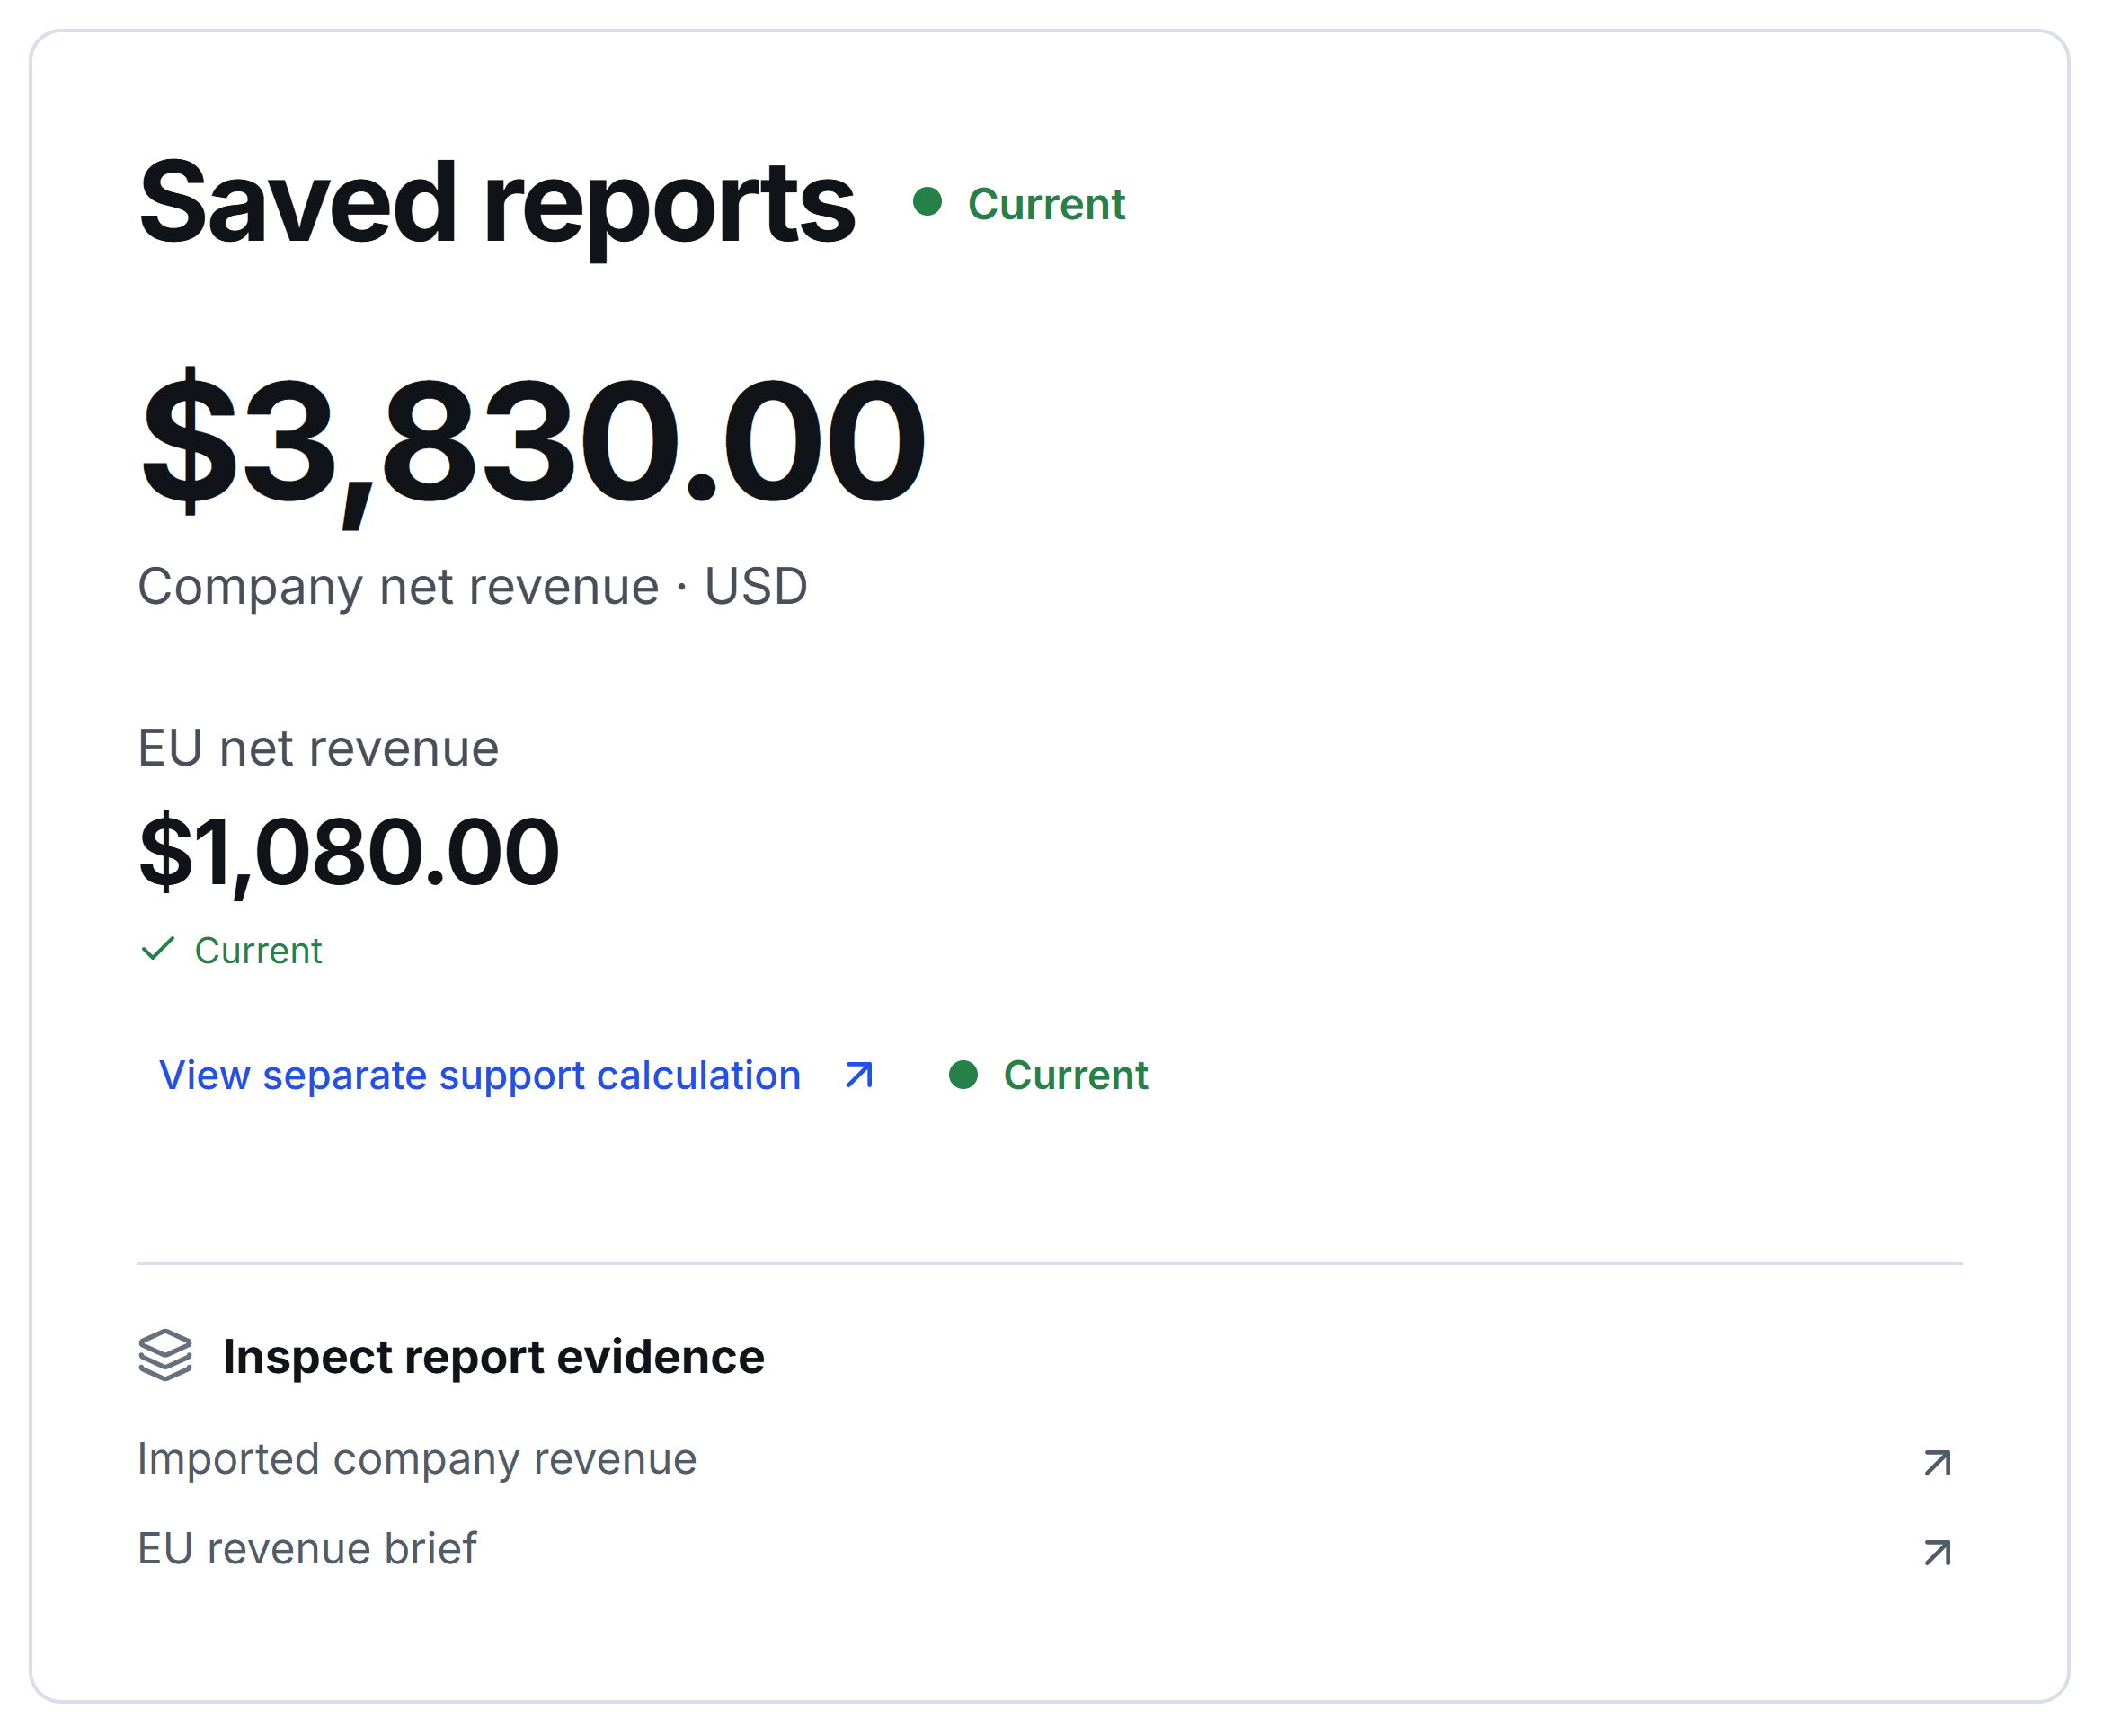 Saved reports Current
$3,830.00
Company net revenue · USD
EU net revenue
$1,080.00
Current
View separate support calculation Current
Inspect report evidence
Imported company revenue
EU revenue brief